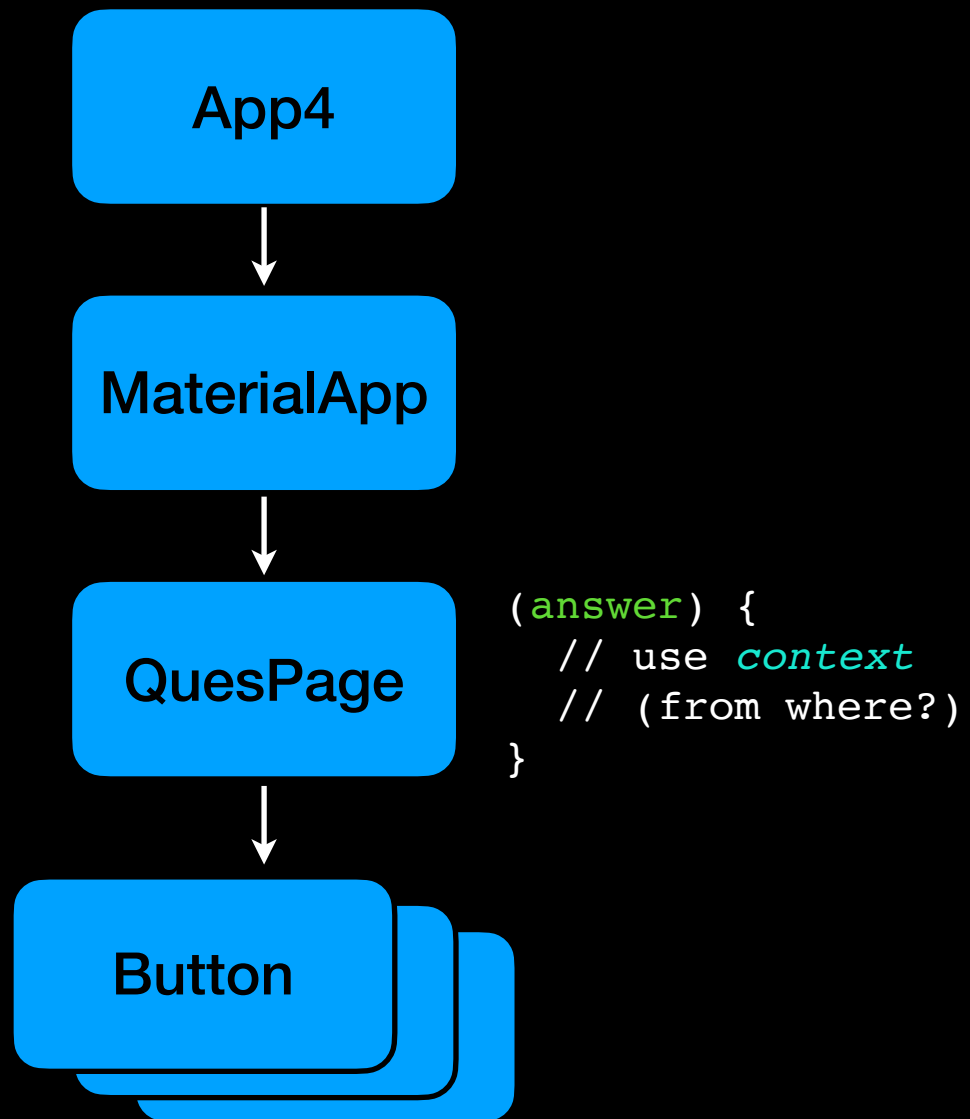 App4
MaterialApp
QuesPage
(answer) {
  // use context
  // (from where?)
}
Button